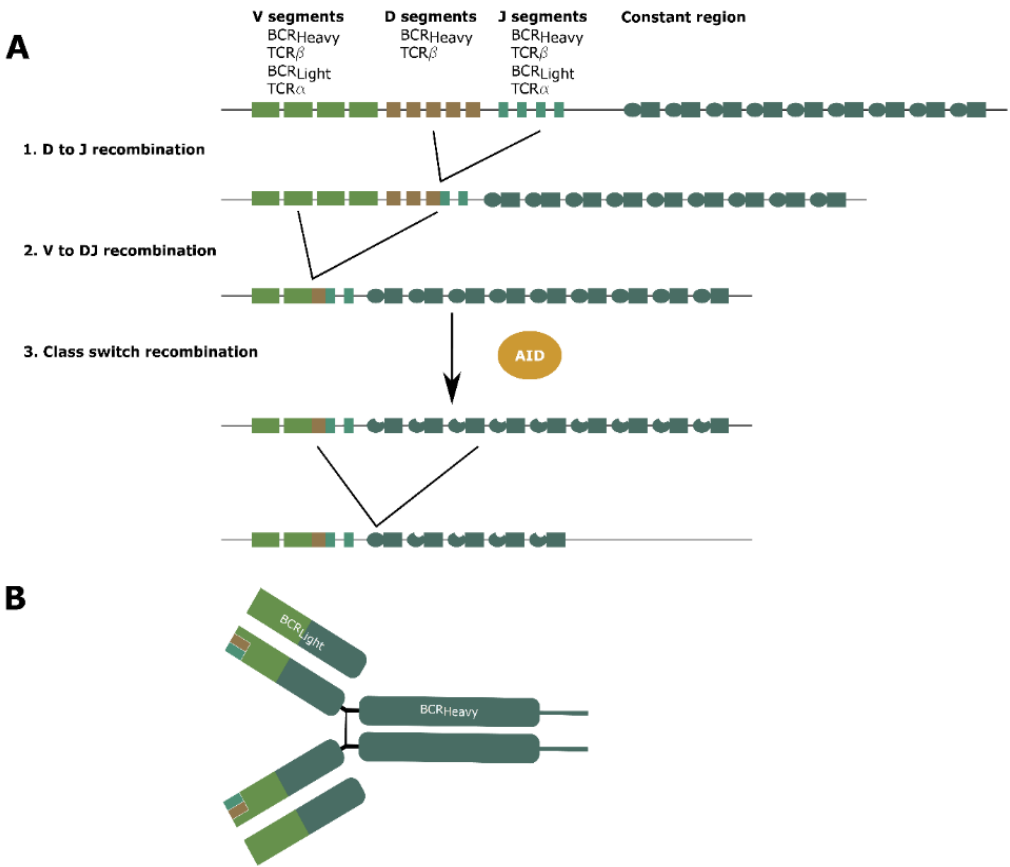 A
V segments
BCRHeavy
TCRβ
BCRLight
TCRα
D segments
BCRHeavy
TCRβ
J segments
BCRHeavy
TCRβ
BCRLight
TCRα
Constant region
1. D to J recombination
2. V to DJ recombination
3. Class switch recombination
AID
B
BCRLight
BCRHeavy